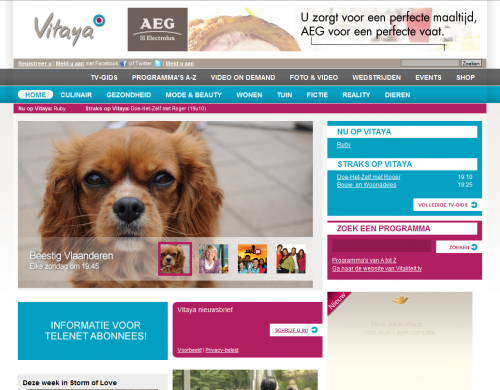 Vitaya
AEG
Electrolux
U zorgt voor een perfecte maaltijd,
AEG voor een perfecte vaat.
Registreer u | Meld u aan met Facebook of Twitter | Meld u aan
Zoeken
TV-GIDS PROGRAMMA'S A-Z VIDEO ON DEMAND FOTO & VIDEO WEDSTRIJDEN EVENTS SHOP
HOME CULINAIR GEZONDHEID MODE & BEAUTY WONEN TUIN FICTIE REALITY DIEREN
Nu op Vitaya: Ruby Straks op Vitaya: Doe-Het-Zelf met Roger (19u10)
Beestig Vlaanderen
Elke zondag om 19.45
NU OP VITAYA
Ruby
STRAKS OP VITAYA
Doe-Het-Zelf met Roger 19:10
Bouw- en Woonadvies 19:25
VOLLEDIGE TV-GIDS
ZOEK EEN PROGRAMMA
ZOEKEN
Programma's van A tot Z
Ga naar de website van Vitaliteit.tv
INFORMATIE VOOR
TELENET ABONNEES!
Vitaya nieuwsbrief
SCHRIJF U IN!
Voorbeeld | Privacy-beleid
Nieuw
Deze week in Storm of Love